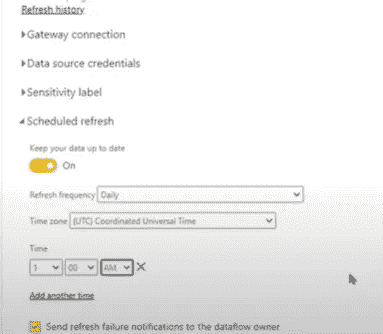 Refresh history
Gateway connection
Data source credentials
Sensitivity label
Scheduled refresh
Keep your data up to date
On
Refresh frequency Daily
Time zone (UTC) Coordinated Universal Time
Time
1 00 AM X
Add another time
Send refresh failure notifications to the dataflow owner